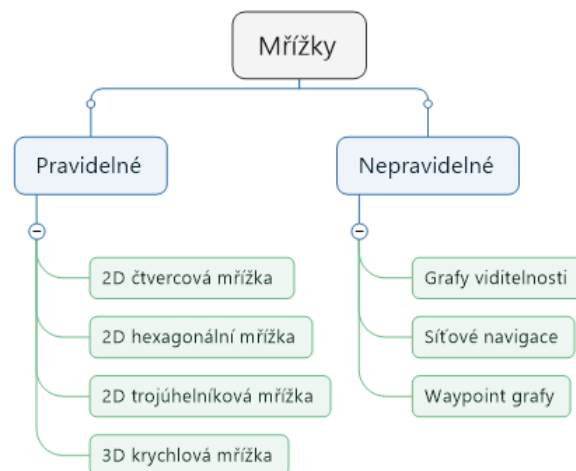 Mřížky
Pravidelné
Nepravidelné
2D čtvercová mřížka
2D hexagonální mřížka
2D trojúhelníková mřížka
3D krychlová mřížka
Grafy viditelnosti
Síťové navigace
Waypoint grafy